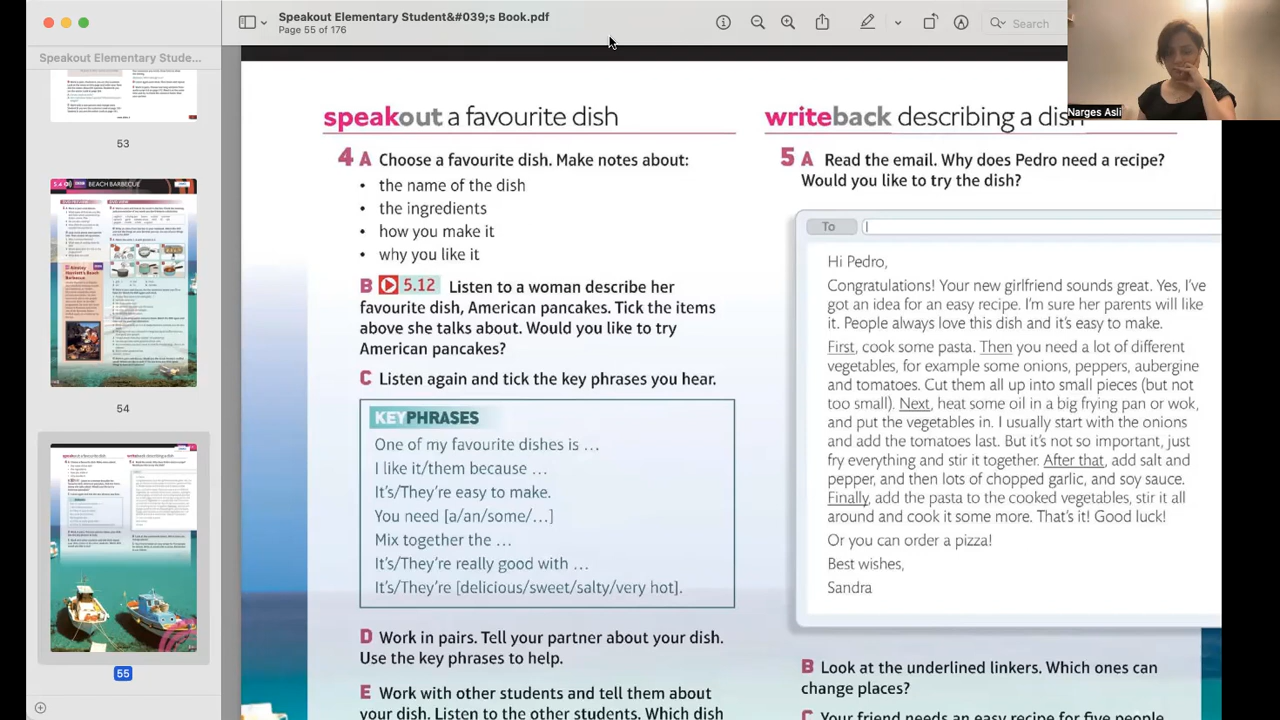 Speakout Elementary Student&#039;s Book.pdf
Page 55 of 176
Search
Narges Asli
Speakout Elementary Stude...
53
5.4
BEACH BARBECUE
54
55
speakout a favourite dish
4 A Choose a favourite dish. Make notes about:
• the name of the dish
• the ingredients
• how you make it
• why you like it
B 5.12 Listen to a woman describe her
favourite dish, American pancakes. Tick the items
above she talks about. Would you like to try
American pancakes?
C Listen again and tick the key phrases you hear.
KEYPHRASES
One of my favourite dishes is …
I like it/them because …
It's/They're easy to make.
You need [a/an/some/…]
Mix together the …
It's/They're really good with …
It's/They're [delicious/sweet/salty/very hot].
D Work in pairs. Tell your partner about your dish.
Use the key phrases to help.
E Work with other students and tell them about
your dish. Listen to the other students. Which dish
writeback describing a dish
5 A Read the email. Why does Pedro need a recipe?
Would you like to try the dish?
To
Hi Pedro,
Congratulations! Your new girlfriend sounds great. Yes, I've
got an idea for an easy recipe. I'm sure her parents will like
it. People always love this dish and it's easy to make.
First, cook some pasta. Then you need a lot of different
vegetables, for example some onions, peppers, aubergine
and tomatoes. Cut them all up into small pieces (but not
too small). Next, heat some oil in a big frying pan or wok,
and put the vegetables in. I usually start with the onions
and add the tomatoes last. But it's not so important, just
fry everything and stir it together. After that, add salt and
pepper, and then lots of chopped garlic, and soy sauce.
Finally, add the pasta to the cooked vegetables, stir it all
around and cook it some more. That's it! Good luck!
Or you can order a pizza!
Best wishes,
Sandra
B Look at the underlined linkers. Which ones can
change places?
C Your friend needs an easy recipe for five people